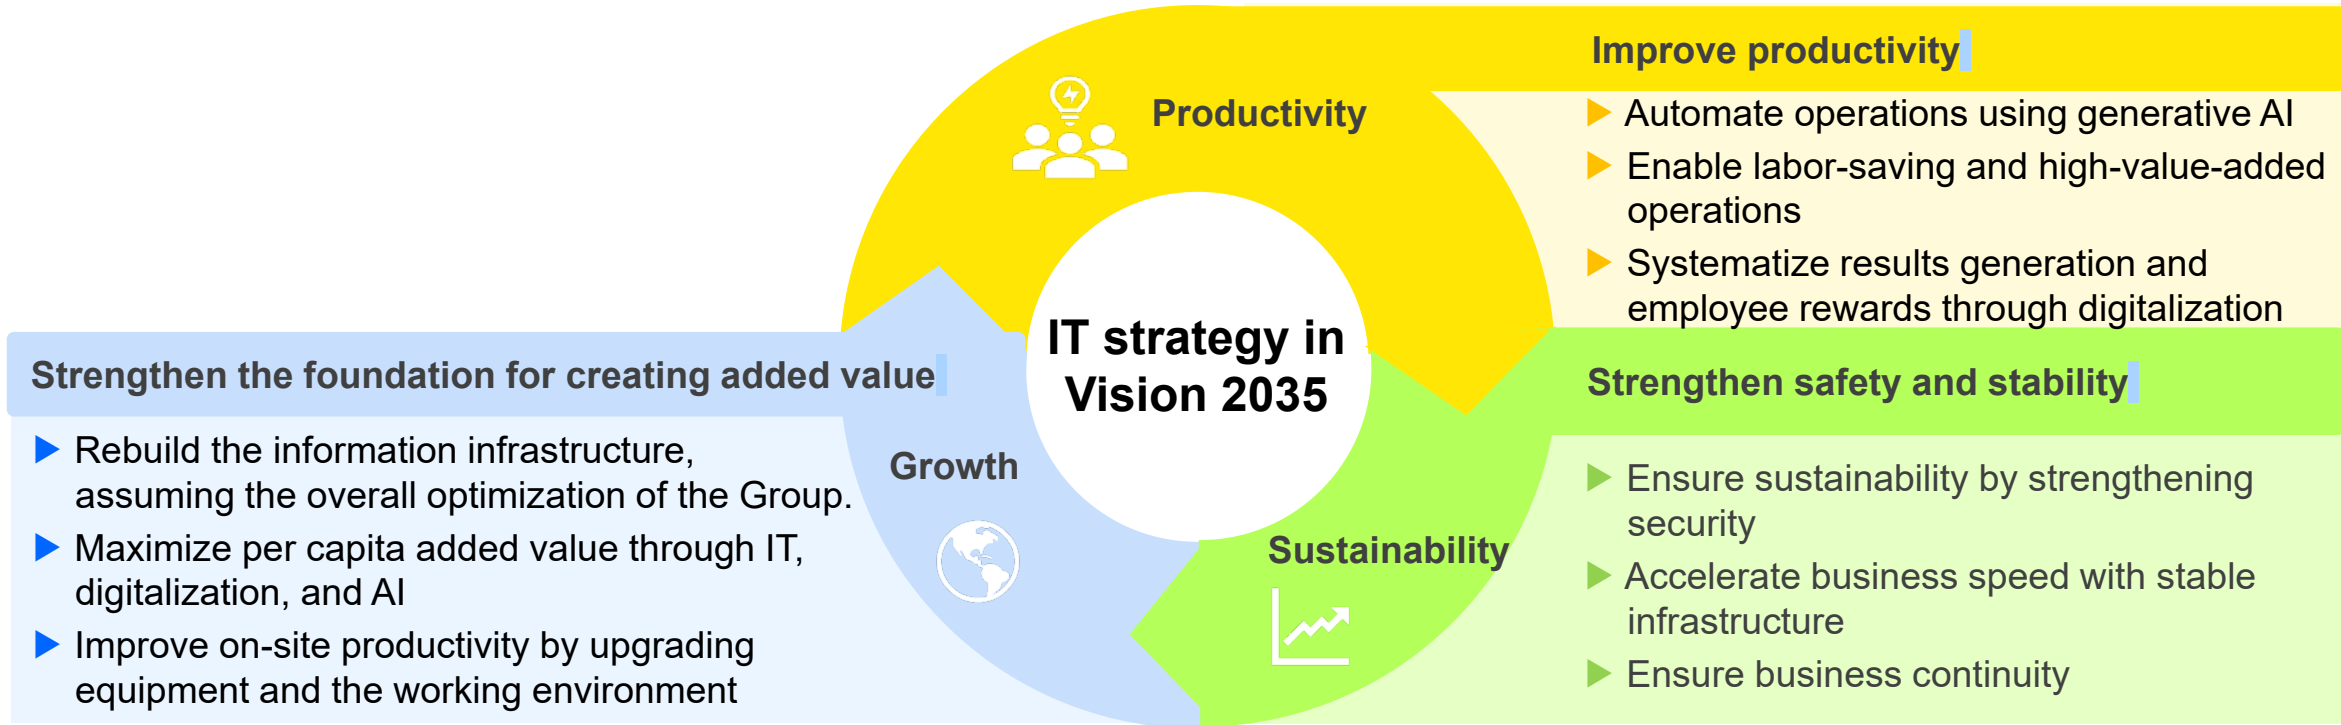 Productivity
Improve productivity
Automate operations using generative AI
Enable labor-saving and high-value-added
operations
Systematize results generation and
employee rewards through digitalization
IT strategy in
Vision 2035
Strengthen the foundation for creating added value
Rebuild the information infrastructure,
assuming the overall optimization of the Group.
Maximize per capita added value through IT,
digitalization, and AI
Improve on-site productivity by upgrading
equipment and the working environment
Growth
Sustainability
Strengthen safety and stability
Ensure sustainability by strengthening
security
Accelerate business speed with stable
infrastructure
Ensure business continuity